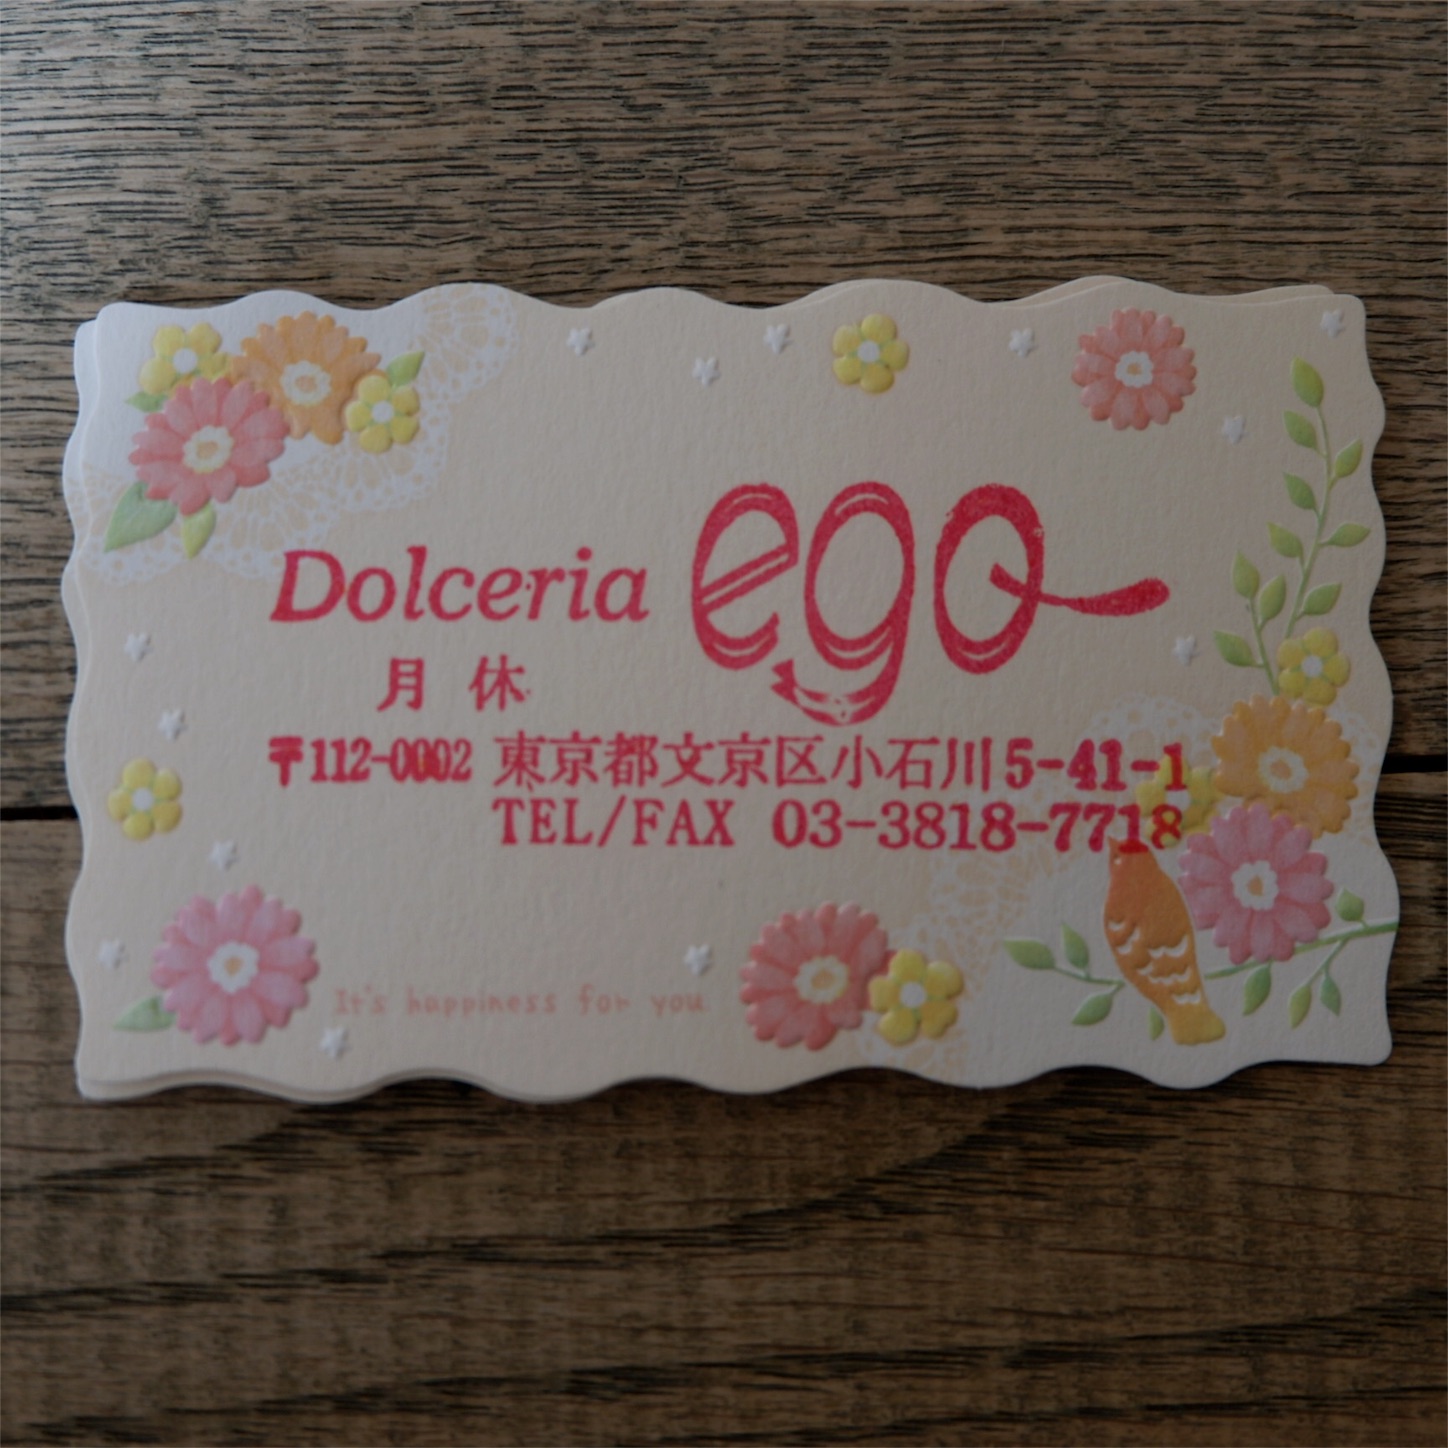 Dolceria ego
月休
〒112-0002 東京都文京区小石川5-41-1
TEL/FAX 03-3818-7718
It's happiness for you.